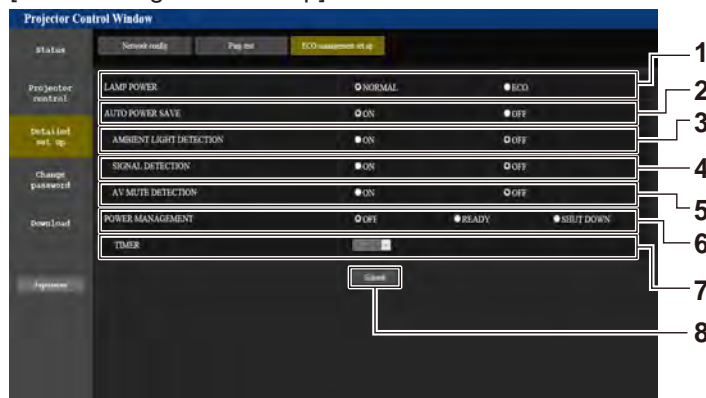 Projector Control Window
Status
Network config
Ping test
ECO management set up
1
Projector control
LAMP POWER
NORMAL
ECO
2
AUTO POWER SAVE
ON
OFF
3
Detailed set up
AMBIENT LIGHT DETECTION
ON
OFF
SIGNAL DETECTION
ON
OFF
4
Change password
AV MUTE DETECTION
ON
OFF
5
Download
POWER MANAGEMENT
OFF
READY
SHUT DOWN
6
TIMER
7
Japanese
Submit
8